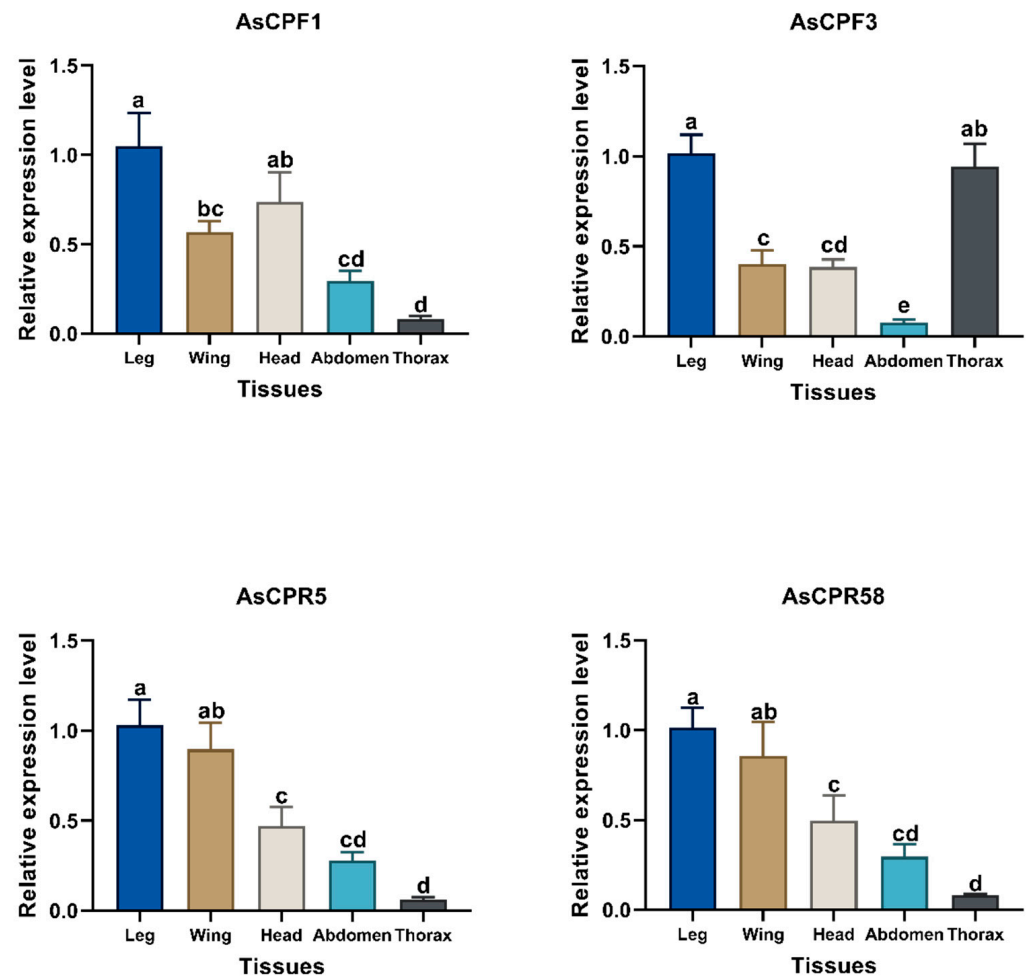 AsCPF1
Relative expression level
1.5
1.0
0.5
0.0
a
bc
ab
cd
d
Leg Wing Head Abdomen Thorax
Tissues
AsCPF3
Relative expression level
1.5
1.0
0.5
0.0
a
c
cd
e
ab
Leg Wing Head Abdomen Thorax
Tissues
AsCPR5
Relative expression level
1.5
1.0
0.5
0.0
a
ab
c
cd
d
Leg Wing Head Abdomen Thorax
Tissues
AsCPR58
Relative expression level
1.5
1.0
0.5
0.0
a
ab
c
cd
d
Leg Wing Head Abdomen Thorax
Tissues